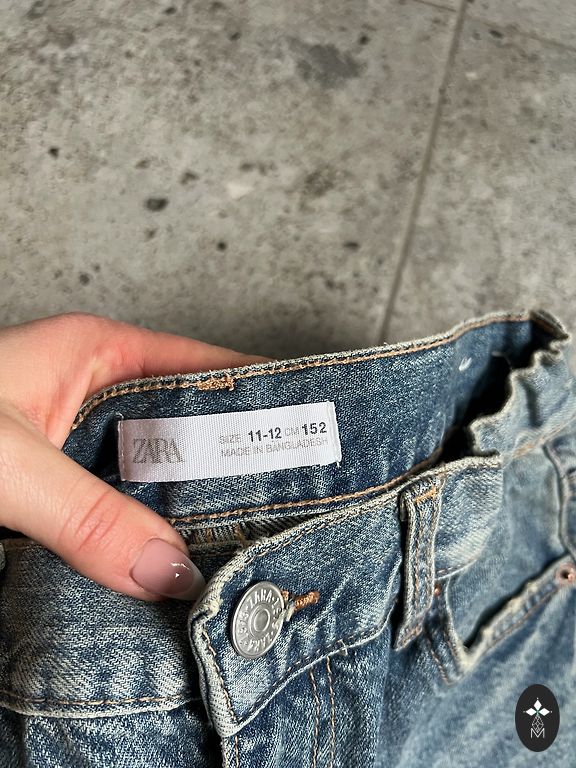 ZARA
SIZE 11-12 CM 152
MADE IN BANGLADESH
M